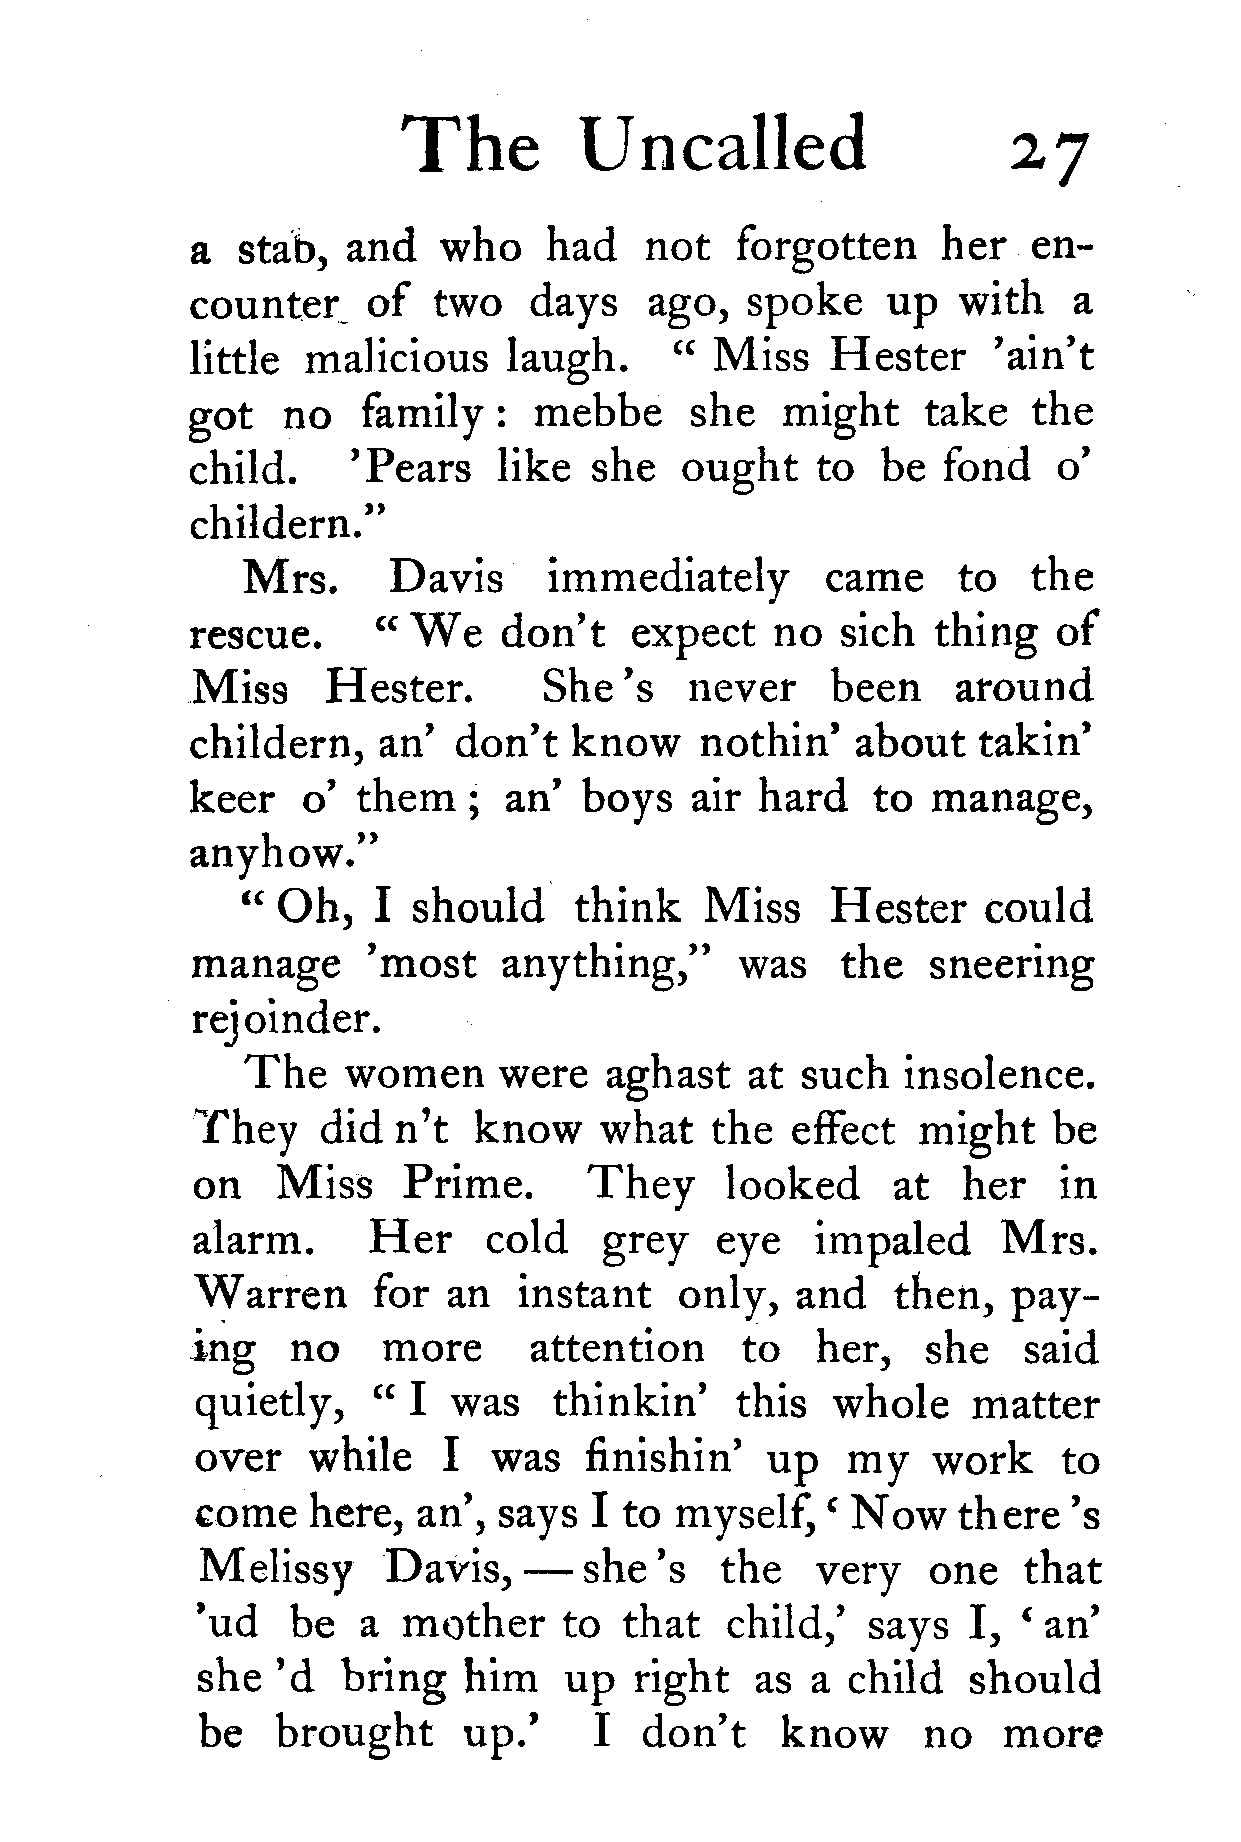 The Uncalled 27
a stab, and who had not forgotten her en-
counter of two days ago, spoke up with a
little malicious laugh. “ Miss Hester ’ain’t
got no family : mebbe she might take the
child. ’Pears like she ought to be fond o’
childern.”
Mrs. Davis immediately came to the
rescue. “ We don’t expect no sich thing of
Miss Hester. She ’s never been around
childern, an’ don’t know nothin’ about takin’
keer o’ them ; an’ boys air hard to manage,
anyhow.”
“ Oh, I should think Miss Hester could
manage ’most anything,” was the sneering
rejoinder.
The women were aghast at such insolence.
They did n’t know what the effect might be
on Miss Prime. They looked at her in
alarm. Her cold grey eye impaled Mrs.
Warren for an instant only, and then, pay-
ing no more attention to her, she said
quietly, “ I was thinkin’ this whole matter
over while I was finishin’ up my work to
come here, an’, says I to myself, ‘ Now there ’s
Melissy Davis, — she ’s the very one that
’ud be a mother to that child,’ says I, ‘ an’
she ’d bring him up right as a child should
be brought up.’ I don’t know no more